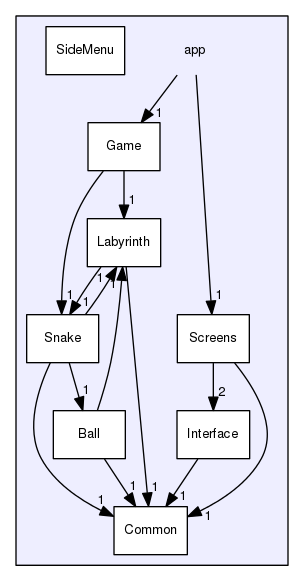 SideMenu
app
1
Game
1
Labyrinth
1
1
1
1
1
Snake
Screens
1
2
Ball
Interface
1
1
1
1
1
Common